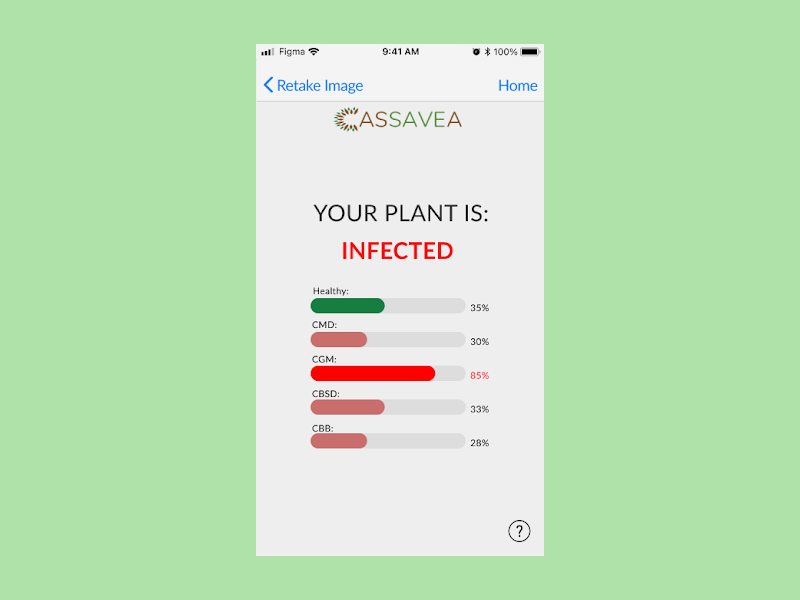 Figma 9:41 AM 100%
Retake Image Home
CASSAVEA
YOUR PLANT IS:
INFECTED
Healthy:
35%
CMD:
30%
CGM:
85%
CBSD:
33%
CBB:
28%
?